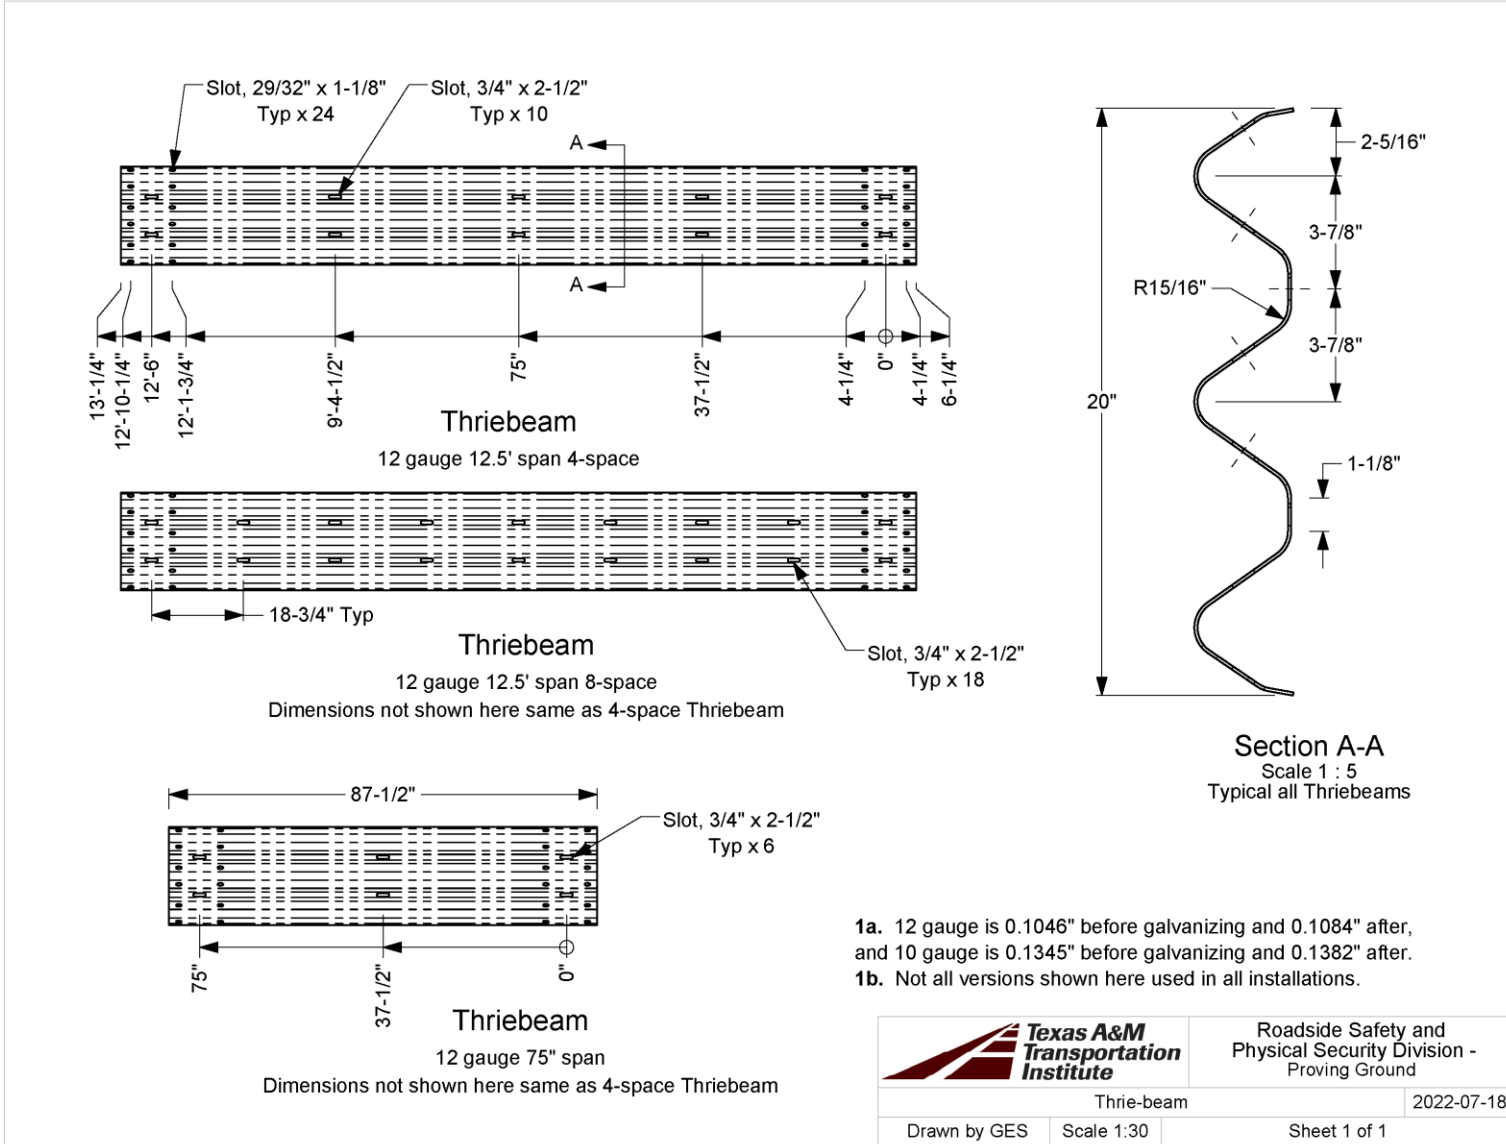 Slot, 29/32" x 1-1/8"
Typ x 24
Slot, 3/4" x 2-1/2"
Typ x 10
A
A
13'-1/4"
12'-10-1/4"
12'-6"
12'-1-3/4"
9'-4-1/2"
75"
37-1/2"
4-1/4"
0"
4-1/4"
6-1/4"
Thriebeam
12 gauge 12.5' span 4-space
18-3/4" Typ
Slot, 3/4" x 2-1/2"
Typ x 18
Thriebeam
12 gauge 12.5' span 8-space
Dimensions not shown here same as 4-space Thriebeam
87-1/2"
Slot, 3/4" x 2-1/2"
Typ x 6
75"
37-1/2"
0"
Thriebeam
12 gauge 75" span
Dimensions not shown here same as 4-space Thriebeam
2-5/16"
3-7/8"
R15/16"
3-7/8"
20"
1-1/8"
Section A-A
Scale 1 : 5
Typical all Thriebeams
1a. 12 gauge is 0.1046" before galvanizing and 0.1084" after,
and 10 gauge is 0.1345" before galvanizing and 0.1382" after.
1b. Not all versions shown here used in all installations.
Texas A&M
Transportation
Institute
Roadside Safety and
Physical Security Division -
Proving Ground
Thrie-beam
2022-07-18
Drawn by GES
Scale 1:30
Sheet 1 of 1